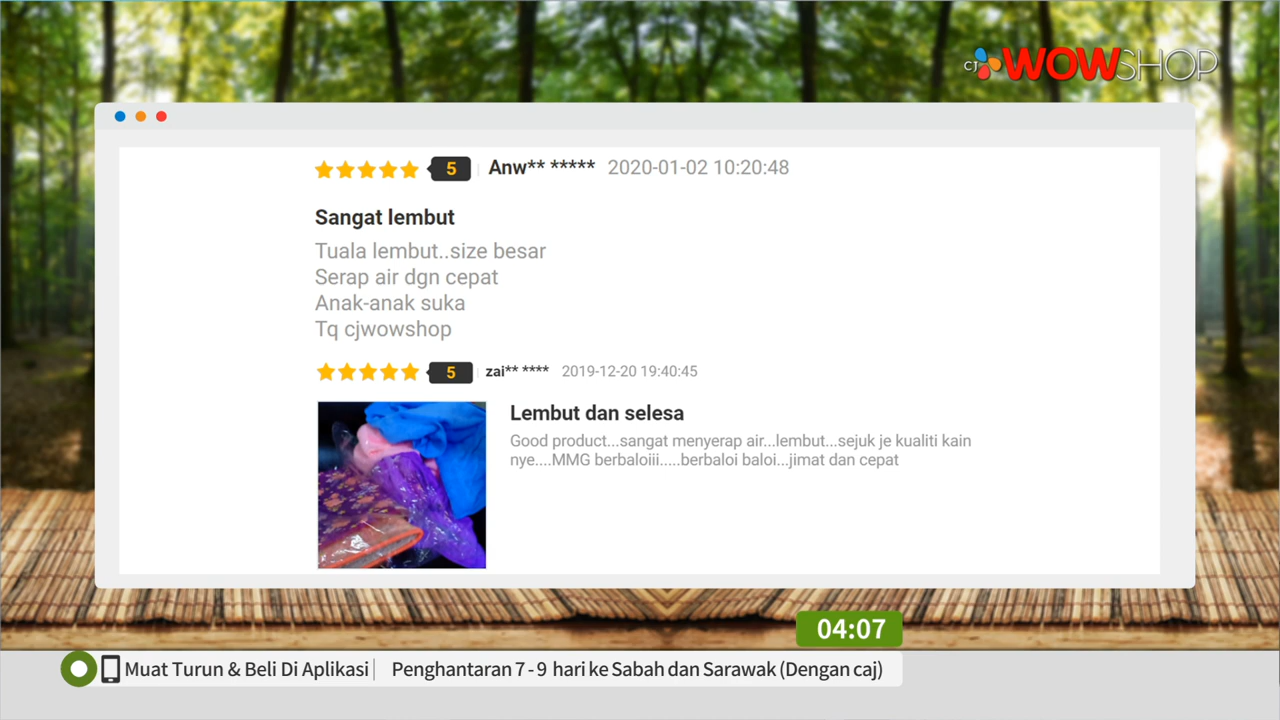 CJ WOWSHOP
5 Anw** ***** 2020-01-02 10:20:48
Sangat lembut
Tuala lembut..size besar
Serap air dgn cepat
Anak-anak suka
Tq cjwowshop
5 zai** **** 2019-12-20 19:40:45
Lembut dan selesa
Good product...sangat menyerap air...lembut...sejuk je kualiti kain
nye....MMG berbaloiii.....berbaloi baloi...jimat dan cepat
04:07
Muat Turun & Beli Di Aplikasi | Penghantaran 7 - 9 hari ke Sabah dan Sarawak (Dengan caj)